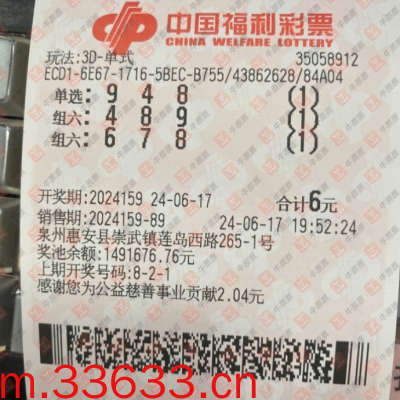 中国福利彩票
CHINA WELFARE LOTTERY
玩法:3D-单式 35058912
ECD1-6E67-1716-5BEC-B755/43862628/84A04
单选: 9 4 8 (1)
组六: 4 8 9 (1)
组六: 6 7 8 (1)
开奖期:2024159 24-06-17 合计6元
销售期:2024159-89 24-06-17 19:52:24
泉州惠安县崇武镇莲岛西路265-1号
奖池余额:1491676.76元
上期开奖号码:8-2-1
感谢您为公益慈善事业贡献2.04元
m.33633.cn